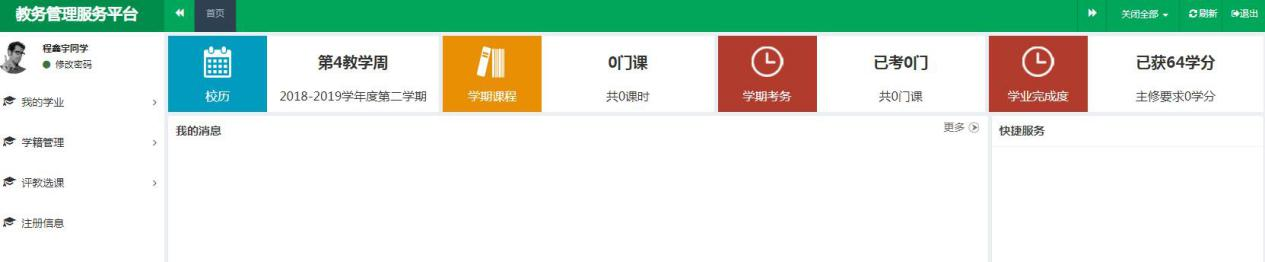 教务管理服务平台
首页
关闭全部
刷新
退出
程鑫宇同学
修改密码
我的学业
学籍管理
评教选课
注册信息
校历
第4教学周
2018-2019学年度第二学期
学期课程
0门课
共0课时
学期考务
已考0门
共0门课
学业完成度
已获64学分
主修要求0学分
我的消息
更多
快捷服务